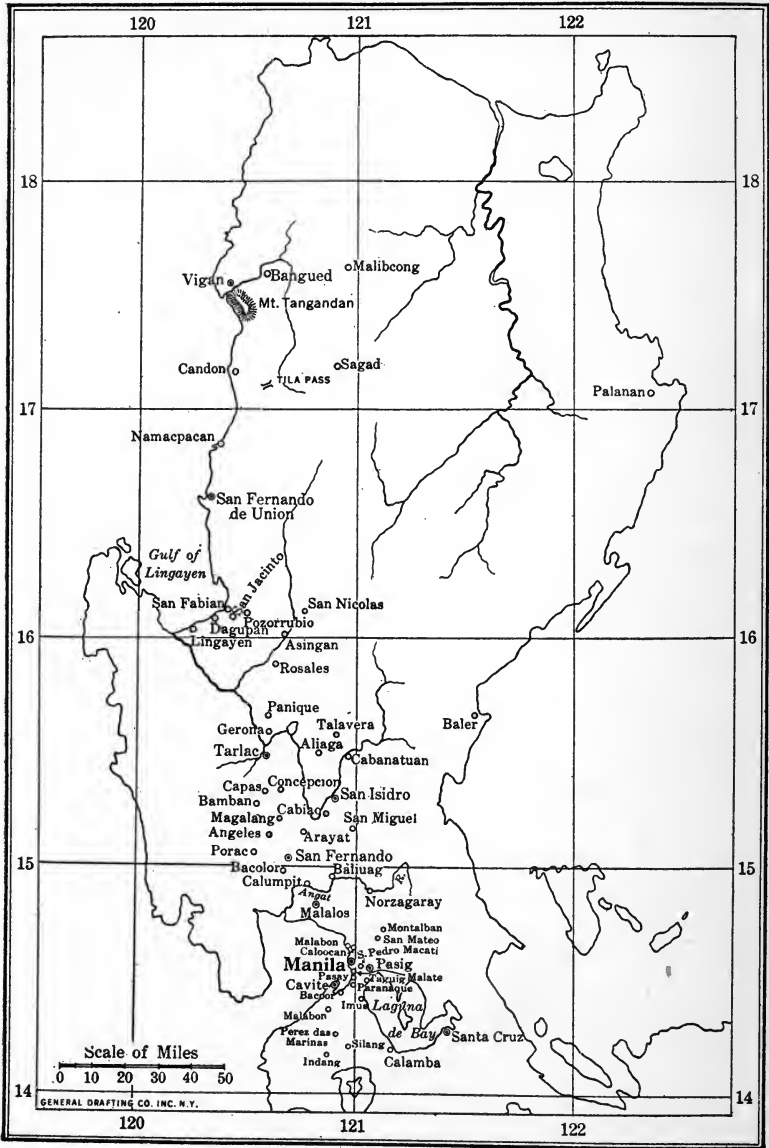 120 121 122
18 18
Malibcong
Bangued
Vigan
Mt. Tangandan
Candon
Sagad
TILA PASS
Palanan
17 17
Namacpacan
San Fernando
de Union
Gulf of
Lingayen
San Jacinto
San Fabian
San Nicolas
Pozorrubio
Dagupan
16 16
Lingayen
Asingan
Rosales
Panique
Gerona
Talavera
Baler
Tarlac
Aliaga
Cabanatuan
Capas
Concepcion
Bamban
San Isidro
Cabiao
Magalang
San Miguel
Angeles
Arayat
Porac
San Fernando
15 15
Bacolor
Baliuag
Calumpit
Angat
R.
Norzagaray
Malalos
Montalban
Malabon
San Mateo
Caloocan
S. Pedro Macati
Manila
Pasig
Pasay
Taguig
Malate
Cavite
Paranaque
Bacoor
Imus
Laguna
de Bay
Malabon
Santa Cruz
Perez das
Marinas
Silang
Indang
Calamba
Scale of Miles
0 10 20 30 40 50
14 14
GENERAL DRAFTING CO. INC. N.Y.
120 121 122